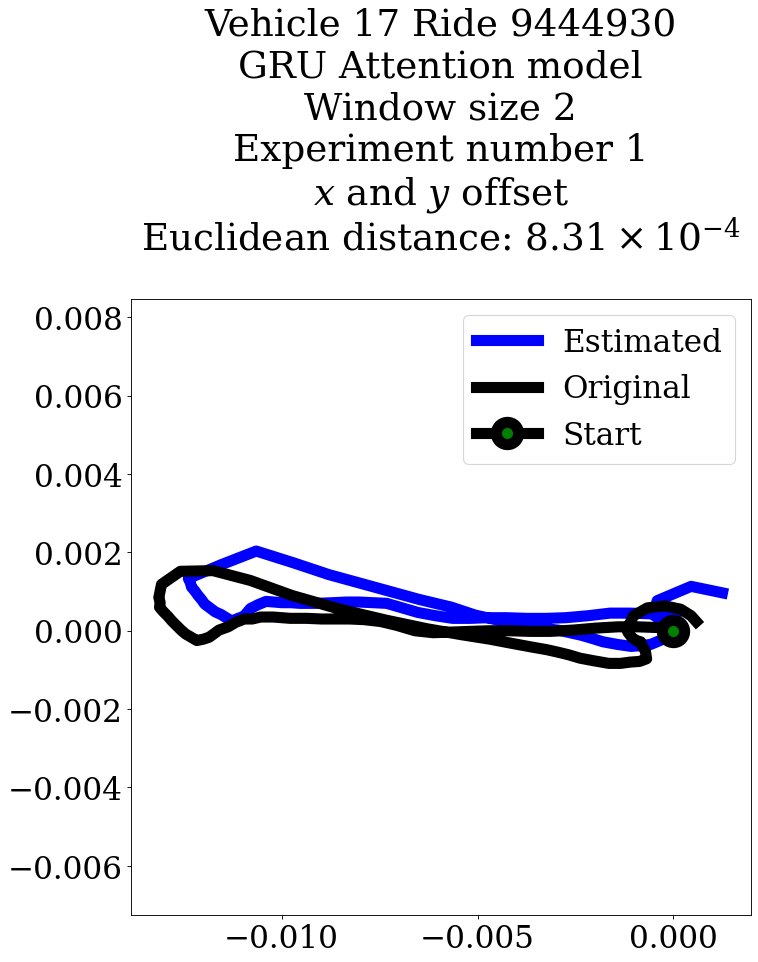 Vehicle 17 Ride 9444930
GRU Attention model
Window size 2
Experiment number 1
x and y offset
Euclidean distance: 8.31 × 10⁻⁴
Estimated
Original
Start
0.008
0.006
0.004
0.002
0.000
−0.002
−0.004
−0.006
−0.010
−0.005
0.000